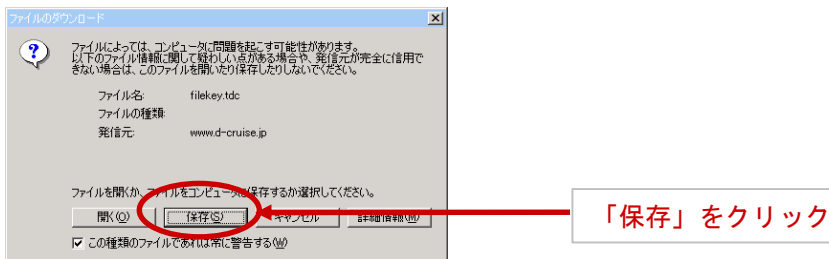 ファイルのダウンロード
ファイルによっては、コンピュータに問題を起こす可能性があります。
以下のファイル情報に関して疑わしい点がある場合や、発信元が完全に信用で
きない場合は、このファイルを開いたり保存したりしないでください。
ファイル名: filekey.tdc
ファイルの種類:
発信元: www.d-cruise.jp
ファイルを開くか、ファイルをコンピュータに保存するか選択してください。
開く(O) 保存(S) キャンセル 詳細情報(M)
この種類のファイルであれば常に警告する(W)
「保存」をクリック